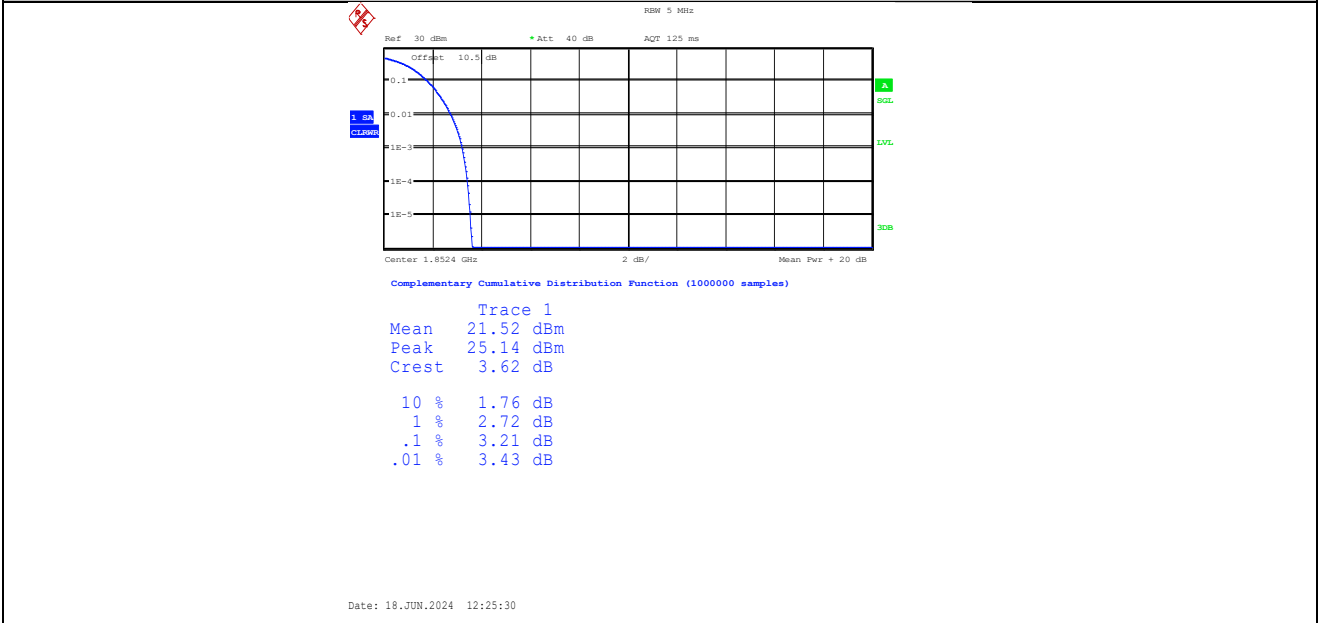 RBW 5 MHz
Ref 30 dBm * Att 40 dB AQT 125 ms
Offset 10.5 dB
0.1
A
SGL
0.01
1 SA
CLRWR
LVL
1E-3
1E-4
1E-5
3DB
Center 1.8524 GHz 2 dB/ Mean Pwr + 20 dB
Complementary Cumulative Distribution Function (1000000 samples)
Trace 1
Mean 21.52 dBm
Peak 25.14 dBm
Crest 3.62 dB
10 % 1.76 dB
1 % 2.72 dB
.1 % 3.21 dB
.01 % 3.43 dB
Date: 18.JUN.2024 12:25:30